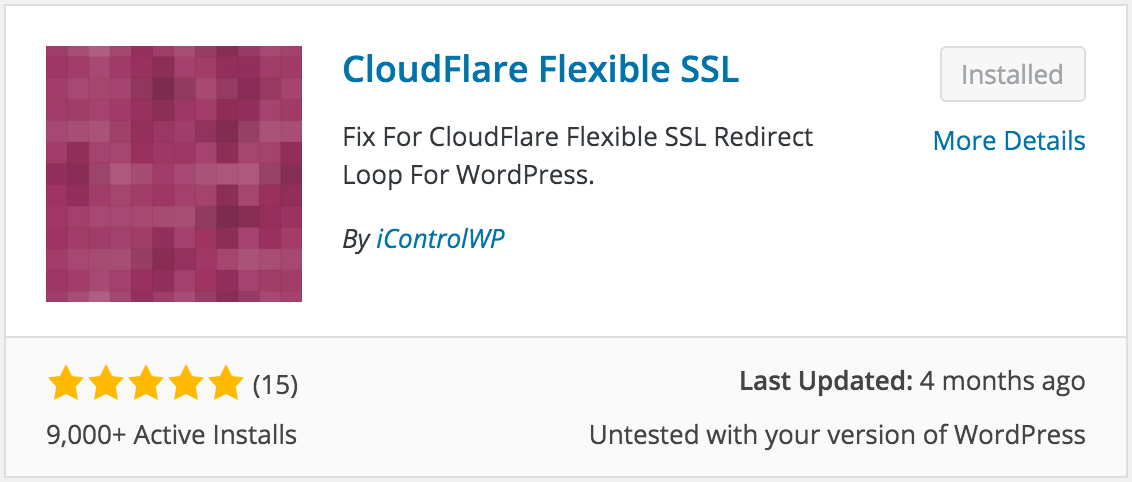 CloudFlare Flexible SSL
Installed
More Details
Fix For CloudFlare Flexible SSL Redirect
Loop For WordPress.
By iControlWP
(15)
9,000+ Active Installs
Last Updated: 4 months ago
Untested with your version of WordPress